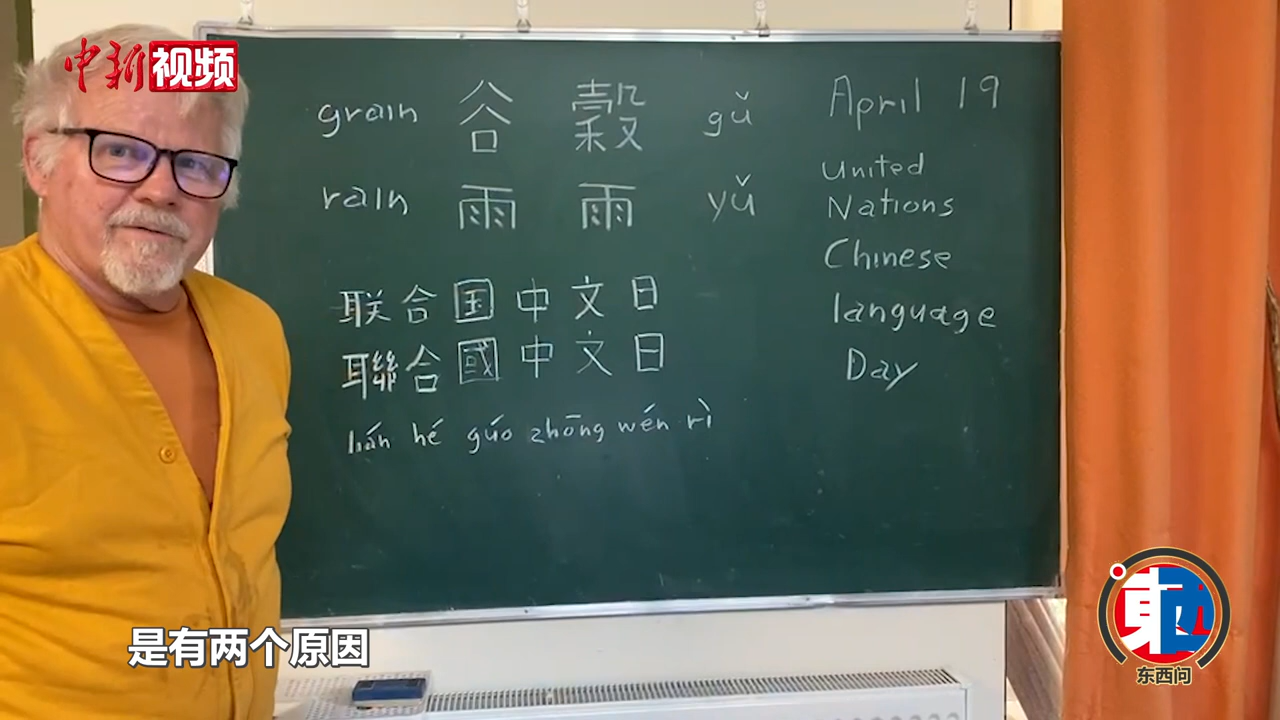 中新视频
grain 谷 穀 gǔ
rain 雨 雨 yǔ
联合国中文日
聯合國中文日
lián hé guó zhōng wén rì
April 19
United
Nations
Chinese
language
Day
是有两个原因
东西问